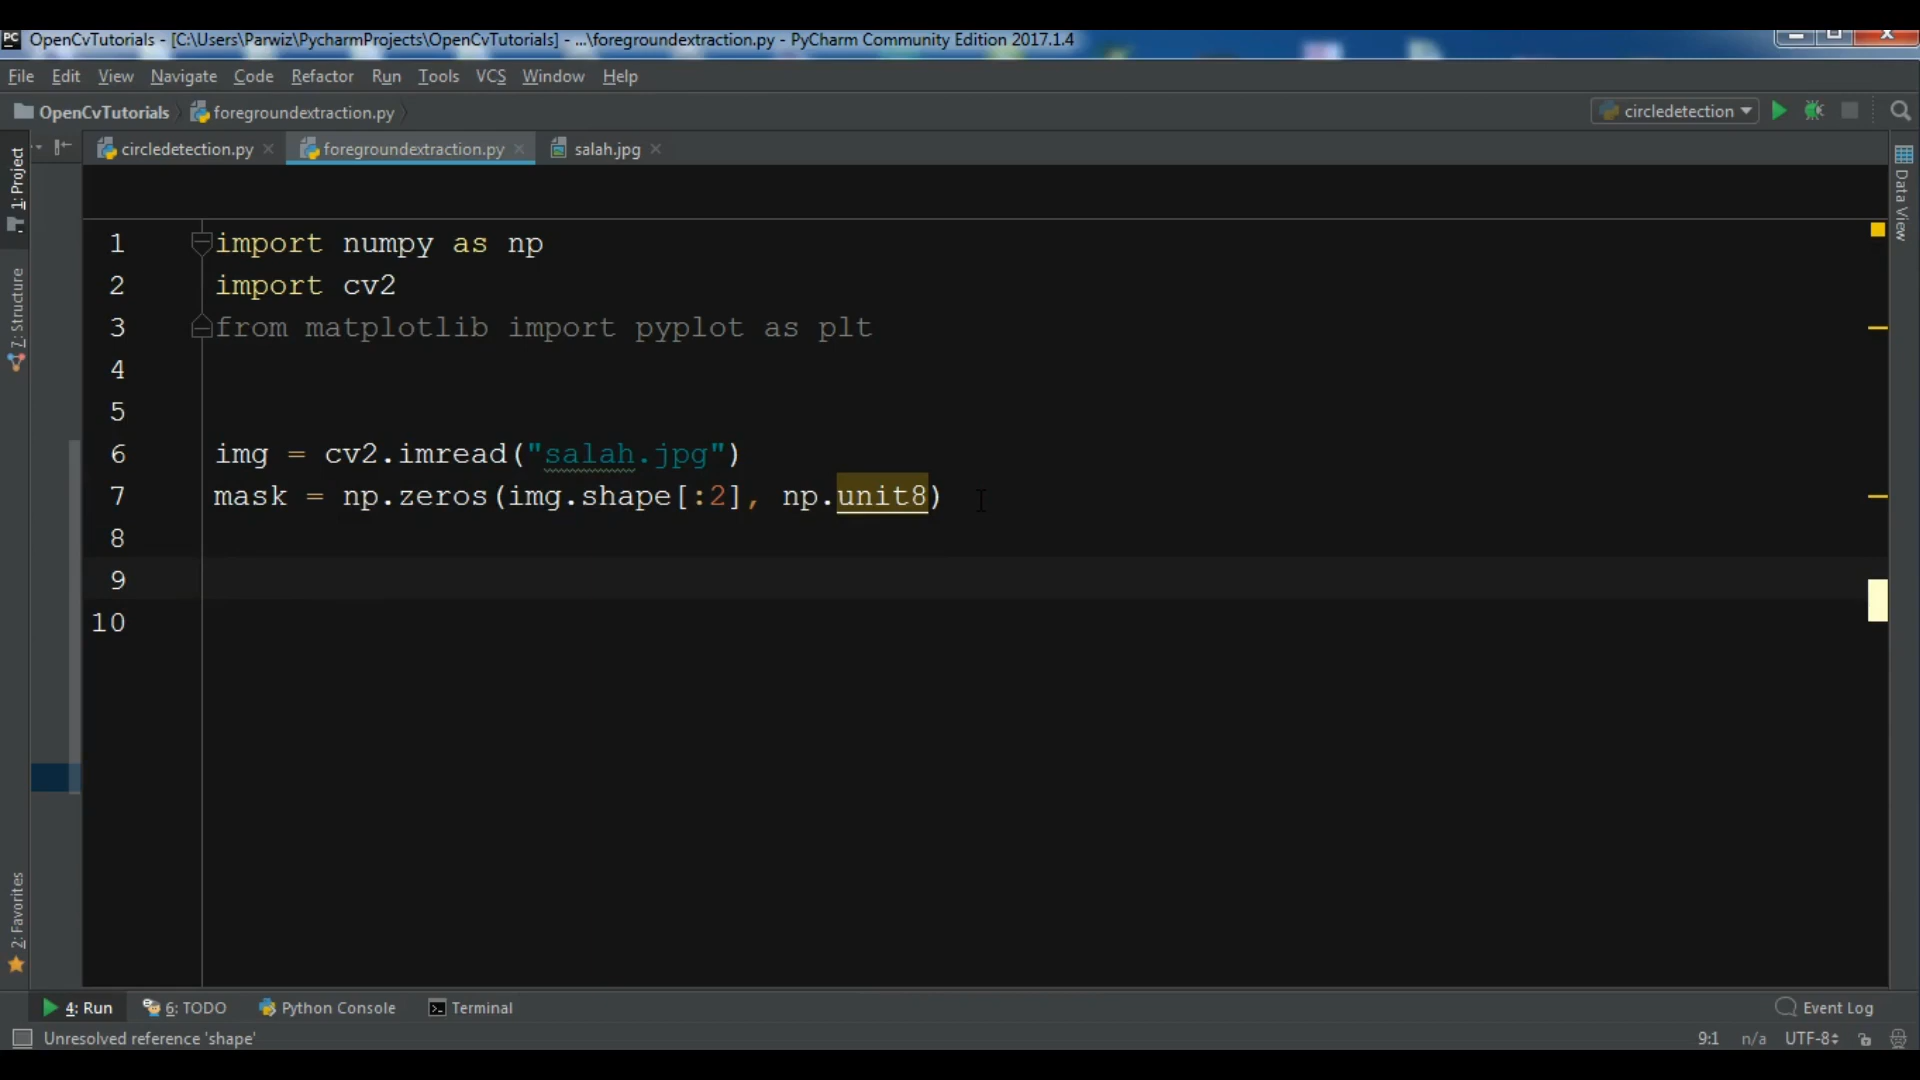 PC OpenCvTutorials - [C:\Users\Parwiz\PycharmProjects\OpenCvTutorials] - ...\foregroundextraction.py - PyCharm Community Edition 2017.1.4
File Edit View Navigate Code Refactor Run Tools VCS Window Help
OpenCvTutorials foregroundextraction.py circledetection
circledetection.py foregroundextraction.py salah.jpg
1: Project
7: Structure
2: Favorites
Data View
1 import numpy as np
2 import cv2
3 from matplotlib import pyplot as plt
4
5
6 img = cv2.imread("salah.jpg")
7 mask = np.zeros(img.shape[:2], np.unit8)
8
9
10
4: Run 6: TODO Python Console Terminal Event Log
Unresolved reference 'shape' 9:1 n/a UTF-8